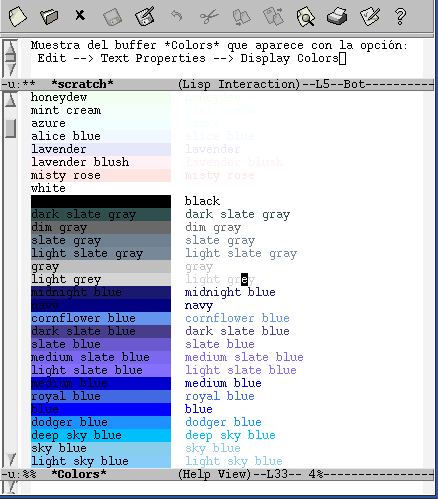 Muestra del buffer *Colors* que aparece con la opción:
Edit --> Text Properties --> Display Colors
-u:** *scratch* (Lisp Interaction)--L5--Bot----------
honeydew
mint cream
azure
alice blue alice blue
lavender lavender
lavender blush lavender blush
misty rose misty rose
white
black
dark slate gray dark slate gray
dim gray dim gray
slate gray slate gray
light slate gray light slate gray
gray gray
light grey light grey
midnight blue midnight blue
navy navy
cornflower blue cornflower blue
dark slate blue dark slate blue
slate blue slate blue
medium slate blue medium slate blue
light slate blue light slate blue
medium blue medium blue
royal blue royal blue
blue blue
dodger blue dodger blue
deep sky blue deep sky blue
sky blue sky blue
light sky blue light sky blue
-u:%% *Colors* (Help View)--L33-- 4%--------------